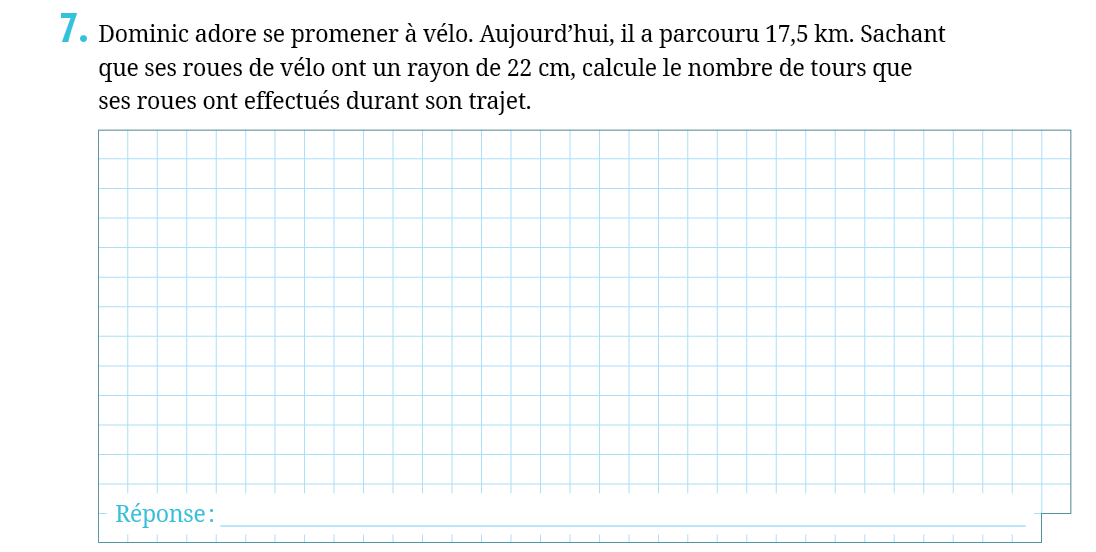 7. Dominic adore se promener à vélo. Aujourd’hui, il a parcouru 17,5 km. Sachant
que ses roues de vélo ont un rayon de 22 cm, calcule le nombre de tours que
ses roues ont effectués durant son trajet.
Réponse :